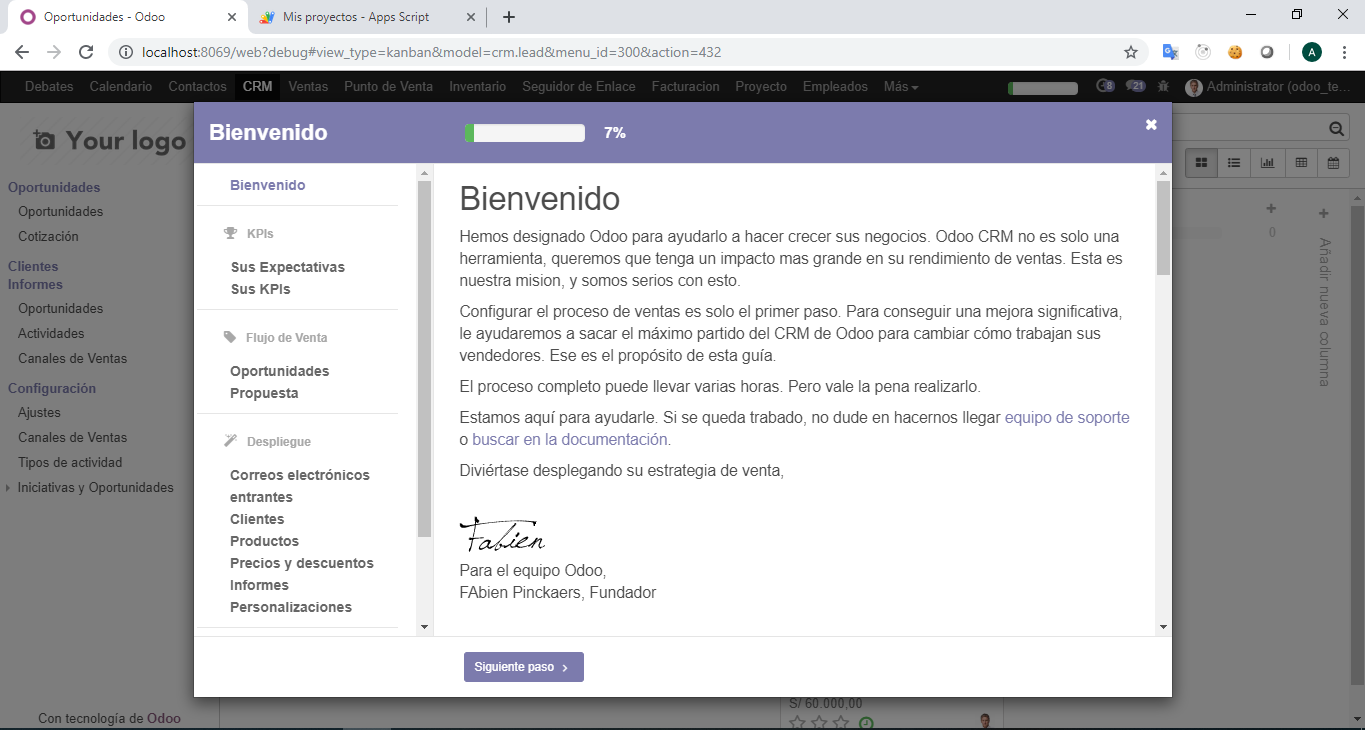 Oportunidades - Odoo
Mis proyectos - Apps Script
localhost:8069/web?debug#view_type=kanban&model=crm.lead&menu_id=300&action=432
A
Debates Calendario Contactos CRM Ventas Punto de Venta Inventario Seguidor de Enlace Facturacion Proyecto Empleados Más
8 21 Administrator (odoo_te...
Your logo
Oportunidades
Oportunidades
Cotización
Clientes
Informes
Oportunidades
Actividades
Canales de Ventas
Configuración
Ajustes
Canales de Ventas
Tipos de actividad
Iniciativas y Oportunidades
Con tecnología de Odoo
Bienvenido 7%
Bienvenido
KPIs
Sus Expectativas
Sus KPIs
Flujo de Venta
Oportunidades
Propuesta
Despliegue
Correos electrónicos
entrantes
Clientes
Productos
Precios y descuentos
Informes
Personalizaciones
Bienvenido
Hemos designado Odoo para ayudarlo a hacer crecer sus negocios. Odoo CRM no es solo una
herramienta, queremos que tenga un impacto mas grande en su rendimiento de ventas. Esta es
nuestra mision, y somos serios con esto.
Configurar el proceso de ventas es solo el primer paso. Para conseguir una mejora significativa,
le ayudaremos a sacar el máximo partido del CRM de Odoo para cambiar cómo trabajan sus
vendedores. Ese es el propósito de esta guía.
El proceso completo puede llevar varias horas. Pero vale la pena realizarlo.
Estamos aquí para ayudarle. Si se queda trabado, no dude en hacernos llegar equipo de soporte
o buscar en la documentación.
Diviértase desplegando su estrategia de venta,
Fabien
Para el equipo Odoo,
FAbien Pinckaers, Fundador
Siguiente paso
0
Añadir nueva columna
S/ 60.000,00